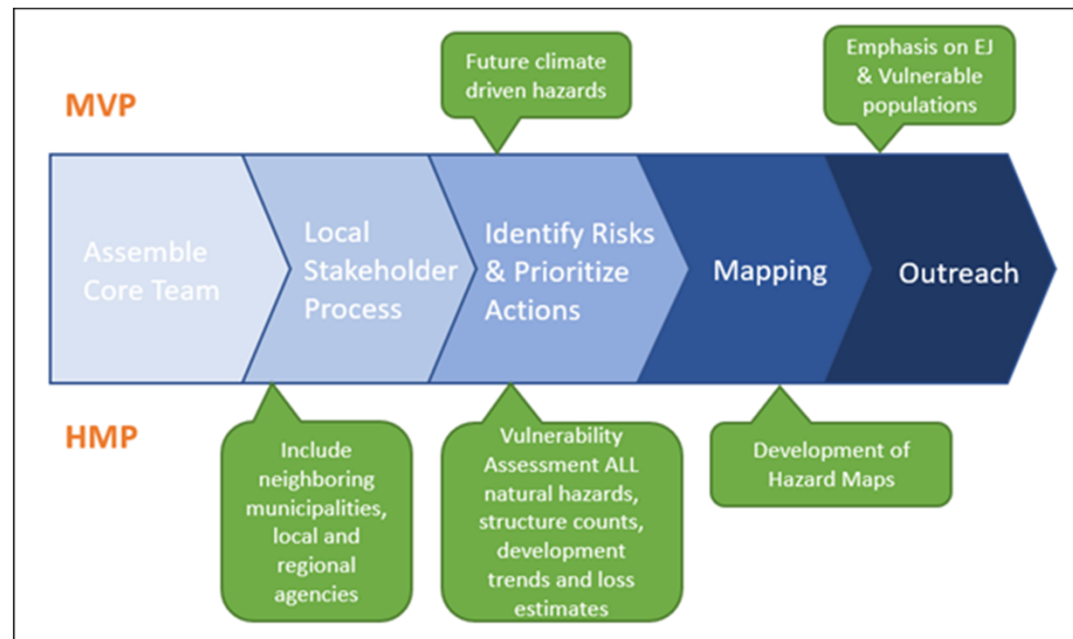 MVP
Future climate
driven hazards
Emphasis on EJ
& Vulnerable
populations
Assemble
Core Team
Local
Stakeholder
Process
Identify Risks
& Prioritize
Actions
Mapping
Outreach
HMP
Include
neighboring
municipalities,
local and
regional
agencies
Vulnerability
Assessment ALL
natural hazards,
structure counts,
development
trends and loss
estimates
Development of
Hazard Maps